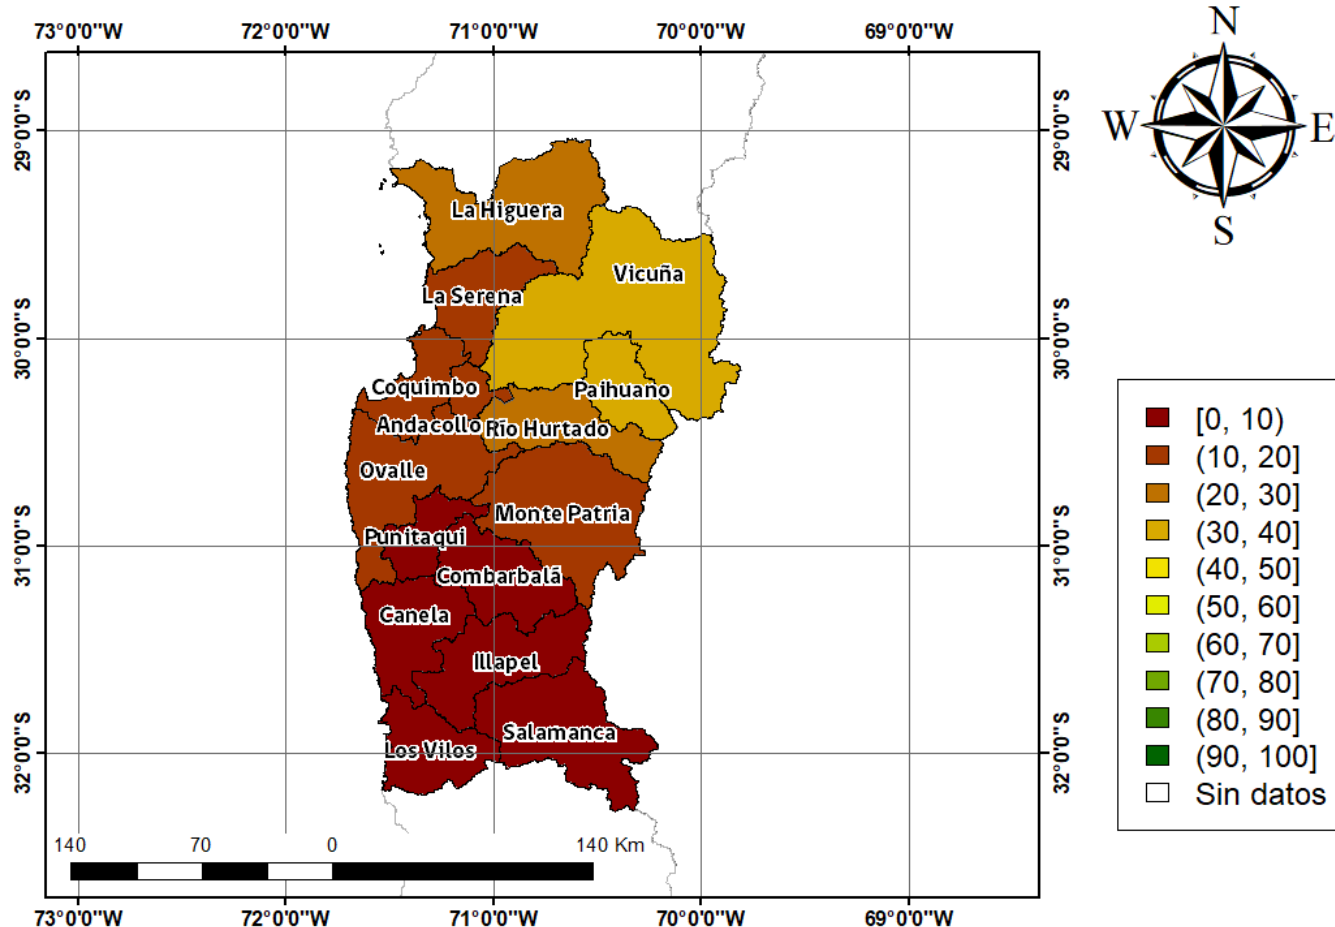 73°0'0"W 72°0'0"W 71°0'0"W 70°0'0"W 69°0'0"W
N
W E
S
29°0'0"S 29°0'0"S
La Higuera
Vicuña
La Serena
30°0'0"S 30°0'0"S
Coquimbo Paihuano
Andacollo Río Hurtado
Ovalle
Monte Patria
Punitaqui
31°0'0"S 31°0'0"S
Combarbalá
Canela
Illapel
Salamanca
Los Vilos
32°0'0"S 32°0'0"S
140 70 0 140 Km
73°0'0"W 72°0'0"W 71°0'0"W 70°0'0"W 69°0'0"W
[0, 10)
(10, 20]
(20, 30]
(30, 40]
(40, 50]
(50, 60]
(60, 70]
(70, 80]
(80, 90]
(90, 100]
Sin datos